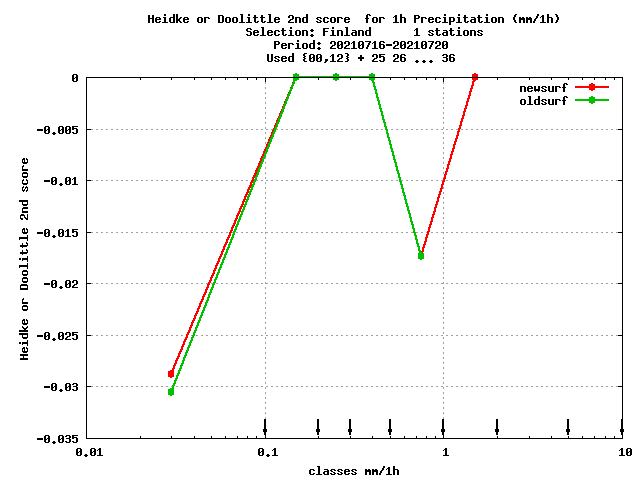 Heidke or Doolittle 2nd score  for 1h Precipitation (mm/1h)
Selection: Finland      1 stations
Period: 20210716-20210720
Used {00,12} + 25 26 ... 36
newsurf
oldsurf
0
-0.005
-0.01
-0.015
-0.02
-0.025
-0.03
-0.035
Heidke or Doolittle 2nd score
0.01 0.1 1 10
classes mm/1h